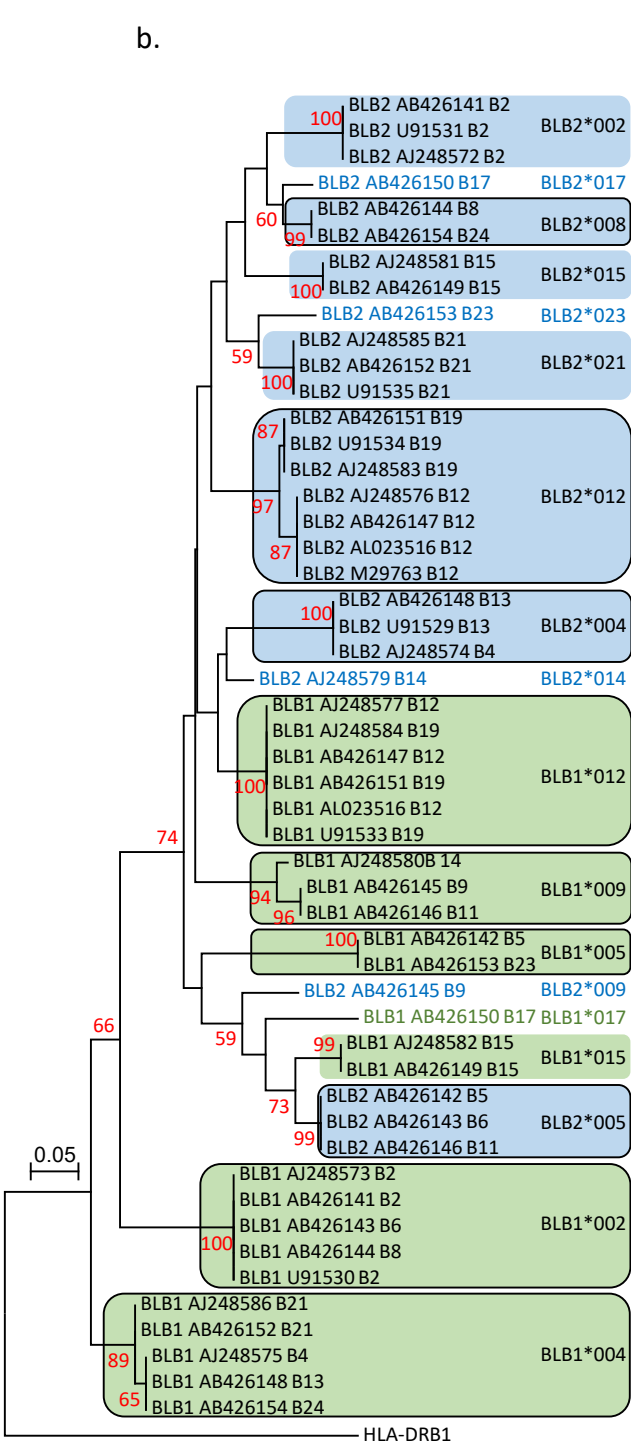 b.
BLB2 AB426141 B2
100
BLB2 U91531 B2 BLB2*002
BLB2 AJ248572 B2
BLB2 AB426150 B17 BLB2*017
60
BLB2 AB426144 B8
BLB2*008
99 BLB2 AB426154 B24
BLB2 AJ248581 B15
BLB2*015
100 BLB2 AB426149 B15
BLB2 AB426153 B23 BLB2*023
59
BLB2 AJ248585 B21
BLB2 AB426152 B21 BLB2*021
100
BLB2 U91535 B21
BLB2 AB426151 B19
87
BLB2 U91534 B19
BLB2 AJ248583 B19
97
BLB2 AJ248576 B12 BLB2*012
BLB2 AB426147 B12
87 BLB2 AL023516 B12
BLB2 M29763 B12
BLB2 AB426148 B13
100
BLB2 U91529 B13 BLB2*004
BLB2 AJ248574 B4
BLB2 AJ248579 B14 BLB2*014
BLB1 AJ248577 B12
BLB1 AJ248584 B19
BLB1 AB426147 B12
BLB1*012
100 BLB1 AB426151 B19
BLB1 AL023516 B12
BLB1 U91533 B19
74
BLB1 AJ248580B 14
94 BLB1 AB426145 B9 BLB1*009
96 BLB1 AB426146 B11
100 BLB1 AB426142 B5
BLB1*005
BLB1 AB426153 B23
BLB2 AB426145 B9 BLB2*009
66
59
BLB1 AB426150 B17 BLB1*017
99 BLB1 AJ248582 B15
BLB1*015
BLB1 AB426149 B15
73
BLB2 AB426142 B5
BLB2 AB426143 B6 BLB2*005
99 BLB2 AB426146 B11
0.05
BLB1 AJ248573 B2
BLB1 AB426141 B2
BLB1 AB426143 B6 BLB1*002
100 BLB1 AB426144 B8
BLB1 U91530 B2
BLB1 AJ248586 B21
BLB1 AB426152 B21
89 BLB1 AJ248575 B4 BLB1*004
BLB1 AB426148 B13
65 BLB1 AB426154 B24
HLA-DRB1